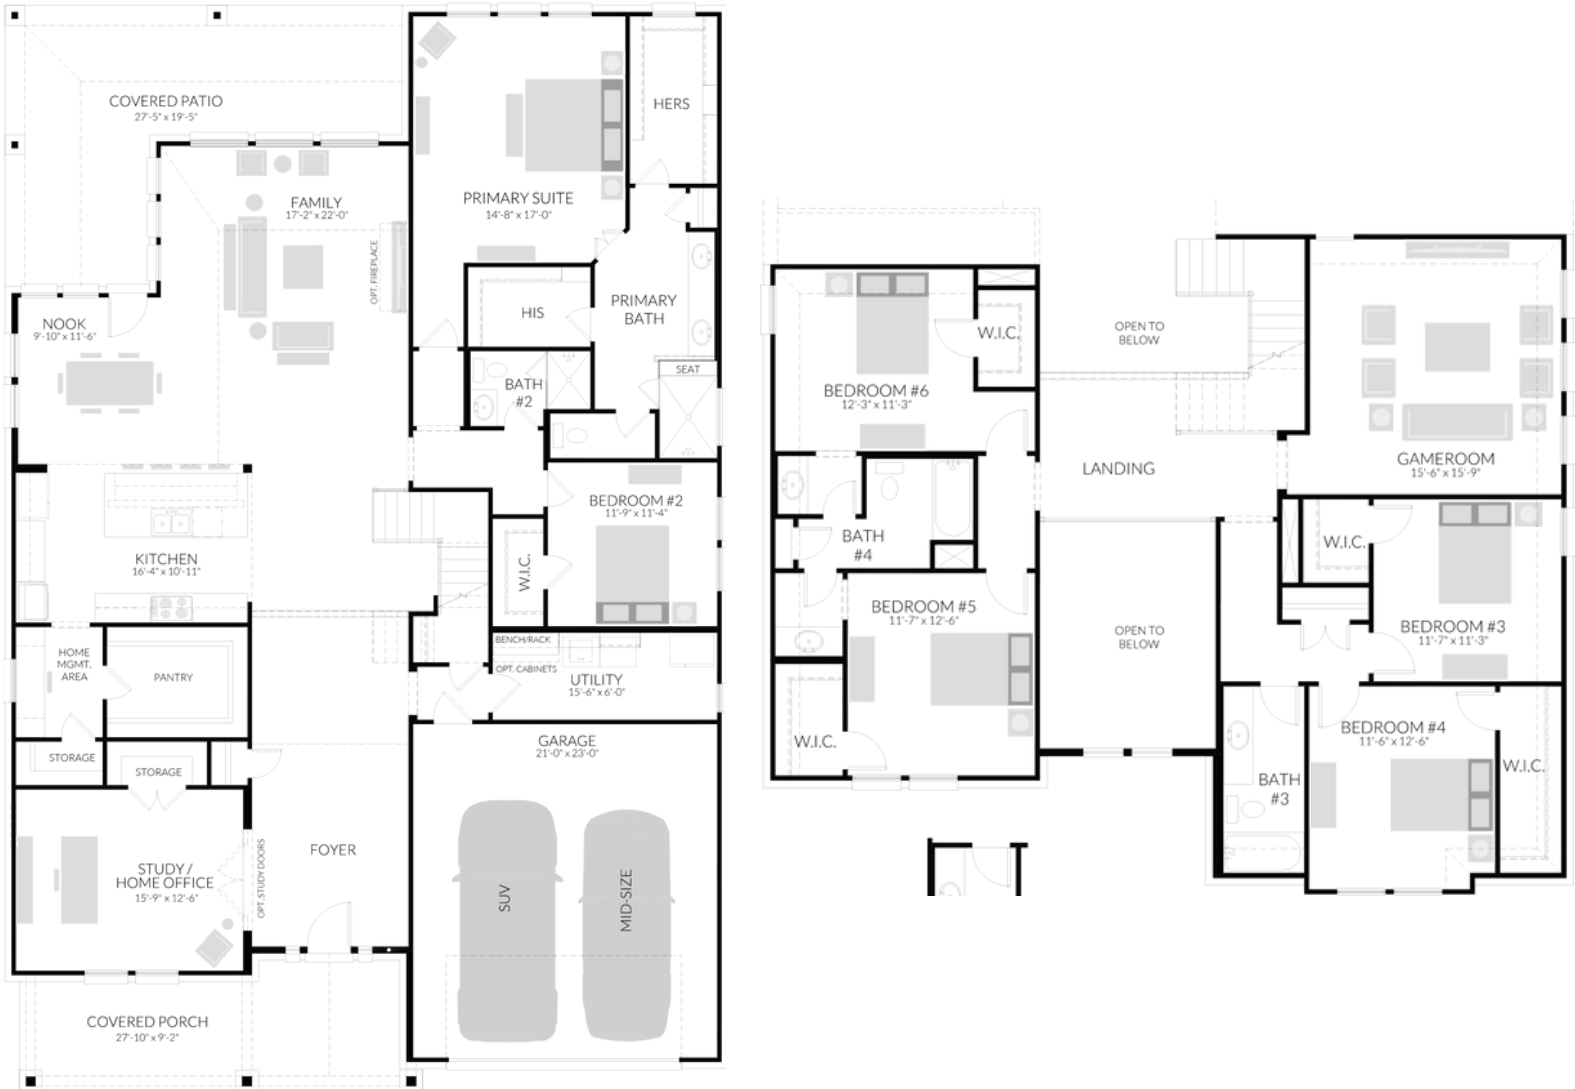 COVERED PATIO
27'-5" x 19'-5"
FAMILY
17'-2" x 22'-0"
OPT. FIREPLACE
NOOK
9'-10" x 11'-6"
KITCHEN
16'-4" x 10'-11"
HOME
MGMT.
AREA
PANTRY
STORAGE
STORAGE
STUDY /
HOME OFFICE
15'-9" x 12'-6"
OPT. STUDY DOORS
FOYER
COVERED PORCH
27'-10" x 9'-2"
PRIMARY SUITE
14'-8" x 17'-0"
HERS
HIS
PRIMARY
BATH
SEAT
BATH
#2
BEDROOM #2
11'-9" x 11'-4"
W.I.C.
BENCH/RACK
OPT. CABINETS
UTILITY
15'-6" x 6'-0"
GARAGE
21'-0" x 23'-0"
SUV
MID-SIZE
BEDROOM #6
12'-3" x 11'-3"
W.I.C.
BATH
#4
BEDROOM #5
11'-7" x 12'-6"
W.I.C.
OPEN TO
BELOW
LANDING
OPEN TO
BELOW
GAMEROOM
15'-6" x 15'-9"
W.I.C.
BEDROOM #3
11'-7" x 11'-3"
BEDROOM #4
11'-6" x 12'-6"
W.I.C.
BATH
#3